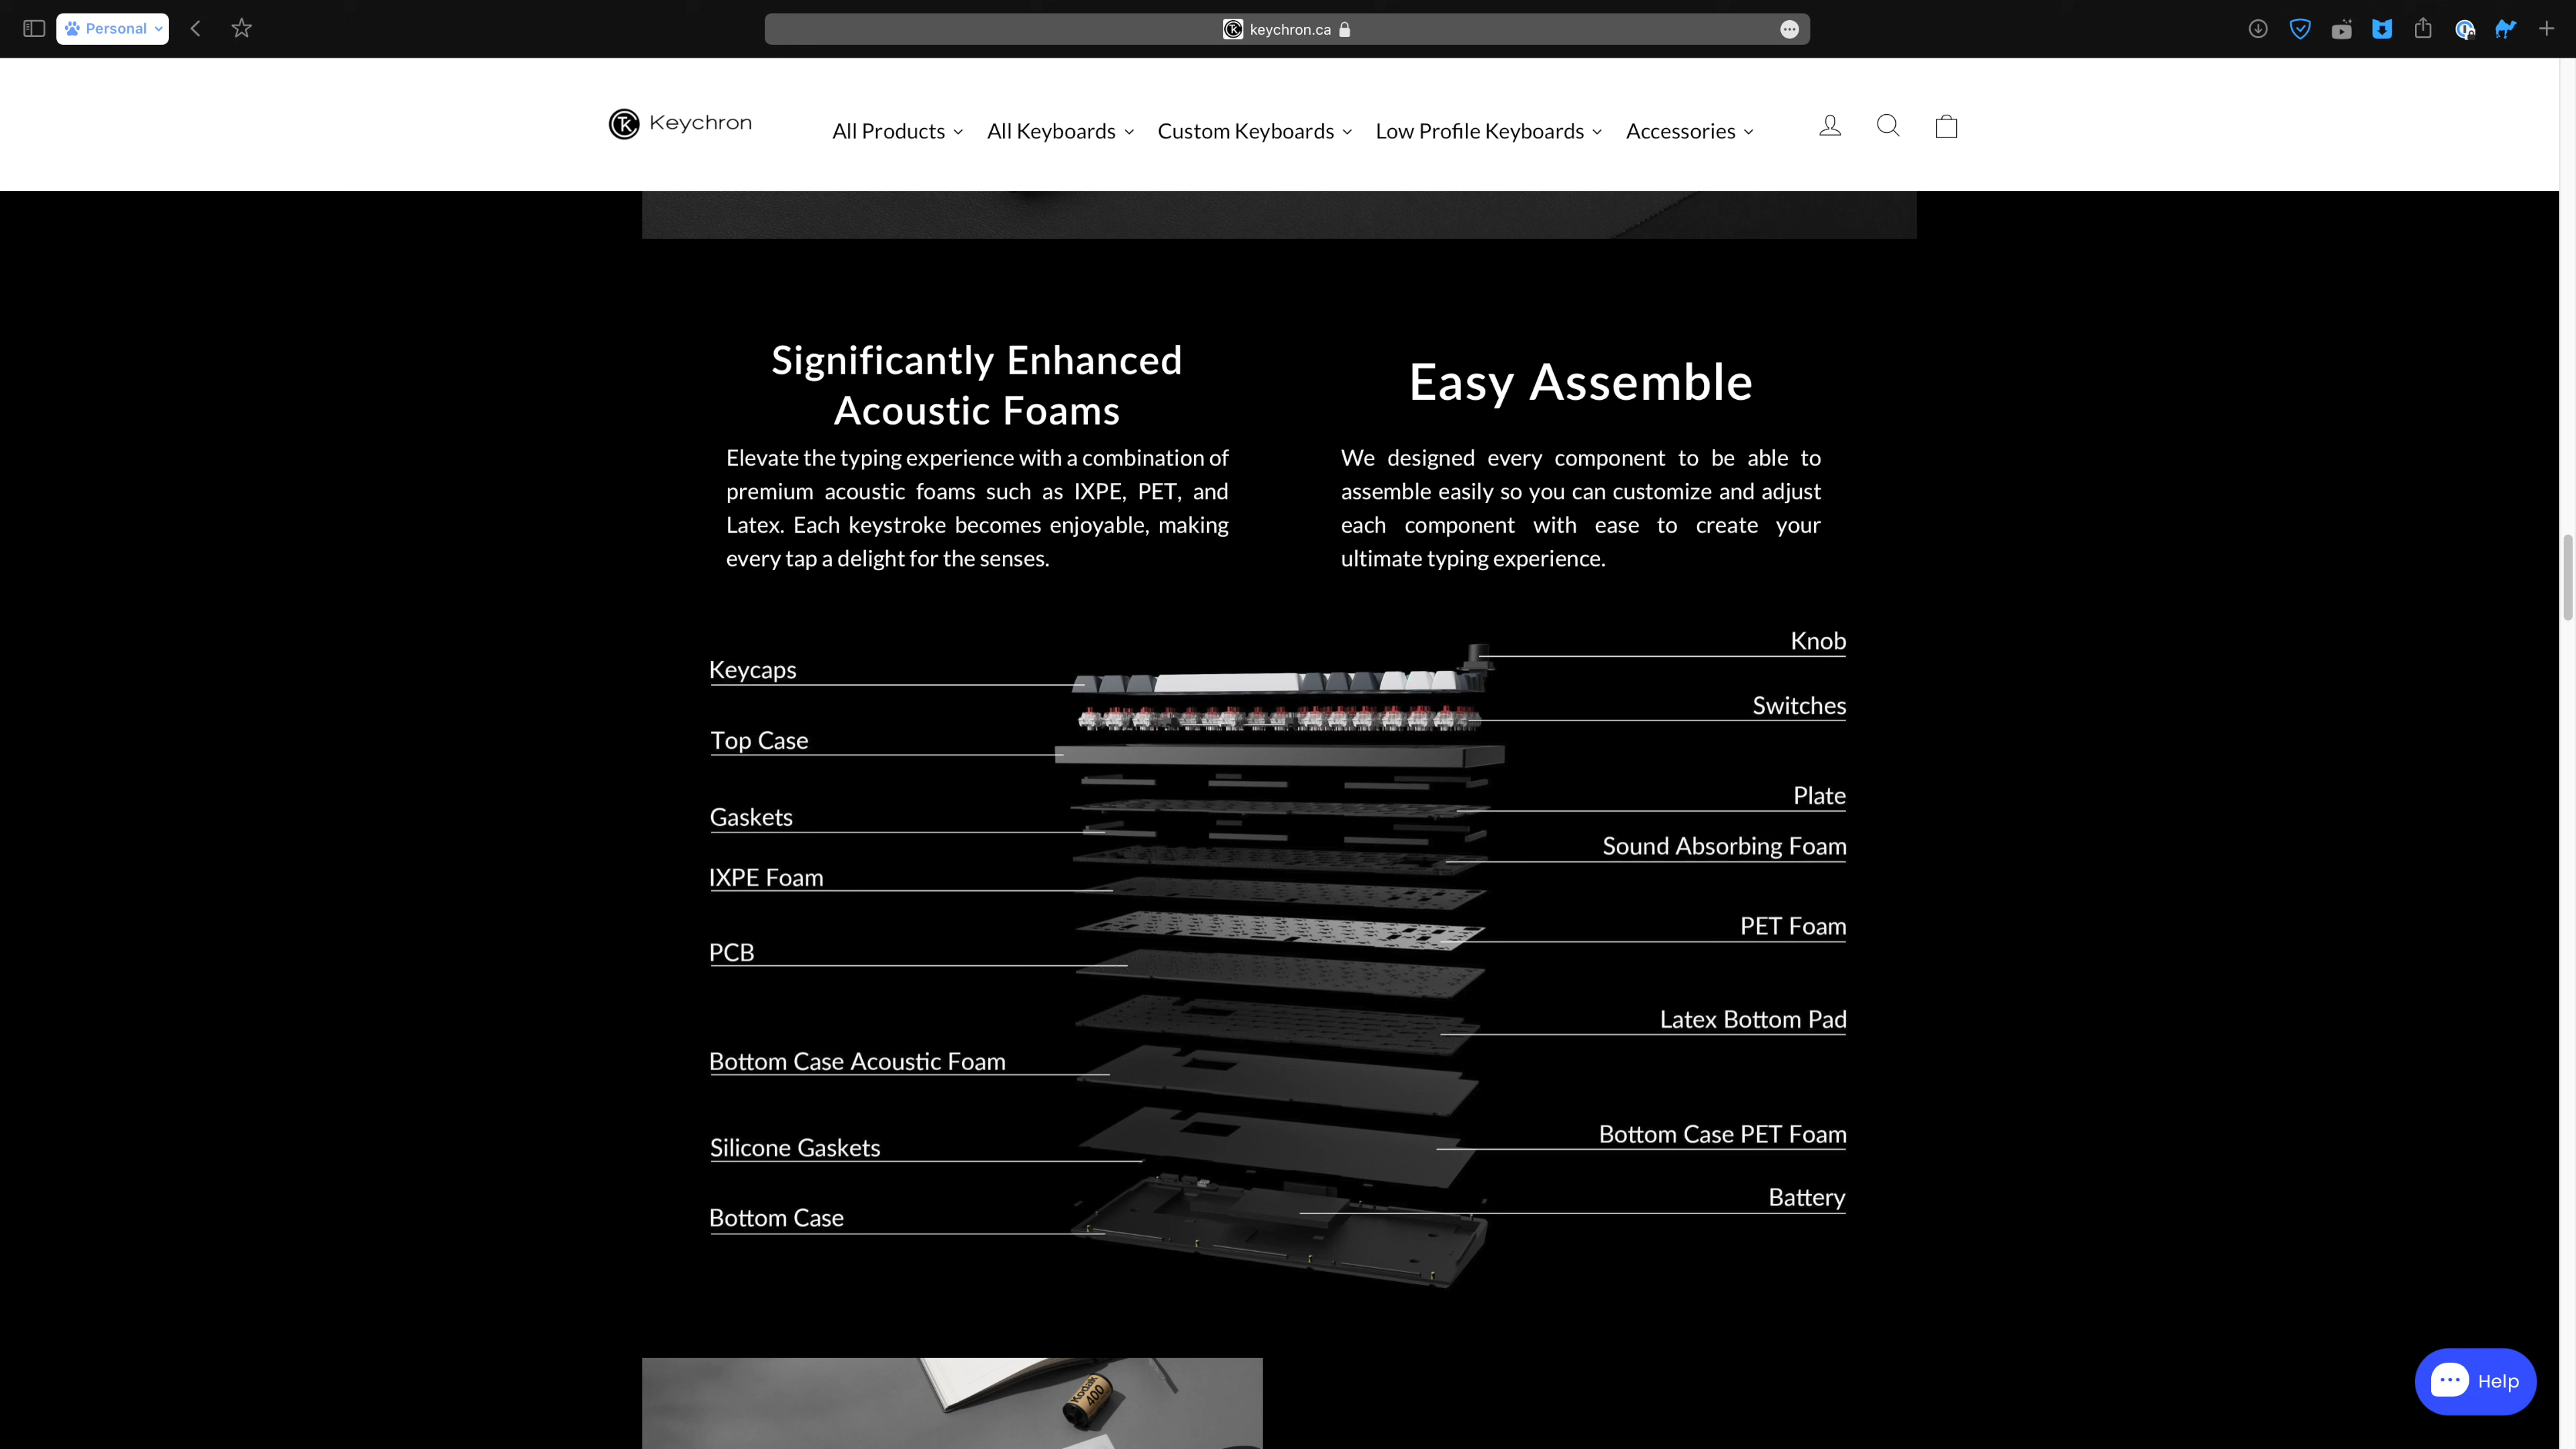 Personal
keychron.ca
Keychron
All Products
All Keyboards
Custom Keyboards
Low Profile Keyboards
Accessories
Significantly Enhanced
Acoustic Foams
Elevate the typing experience with a combination of
premium acoustic foams such as IXPE, PET, and
Latex. Each keystroke becomes enjoyable, making
every tap a delight for the senses.
Easy Assemble
We designed every component to be able to
assemble easily so you can customize and adjust
each component with ease to create your
ultimate typing experience.
Knob
Keycaps
Switches
Top Case
Plate
Gaskets
Sound Absorbing Foam
IXPE Foam
PET Foam
PCB
Latex Bottom Pad
Bottom Case Acoustic Foam
Bottom Case PET Foam
Silicone Gaskets
Battery
Bottom Case
Kodak
400
Help